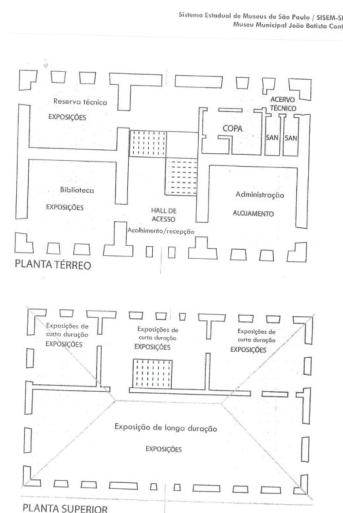 Sistema Estadual de Museus de São Paulo / SISEM-S
Museu Municipal João Batista Cont
Reserva técnica
EXPOSIÇÕES
ACERVO
TÉCNICO
COPA
SAN
SAN
Biblioteca
EXPOSIÇÕES
HALL DE
ACESSO
Acolhimento/recepção
Administração
ALOJAMENTO
PLANTA TÉRREO
Exposições de
curta duração
EXPOSIÇÕES
Exposições de
curta duração
EXPOSIÇÕES
Exposições de
curta duração
EXPOSIÇÕES
Exposição de longa duração
EXPOSIÇÕES
PLANTA SUPERIOR